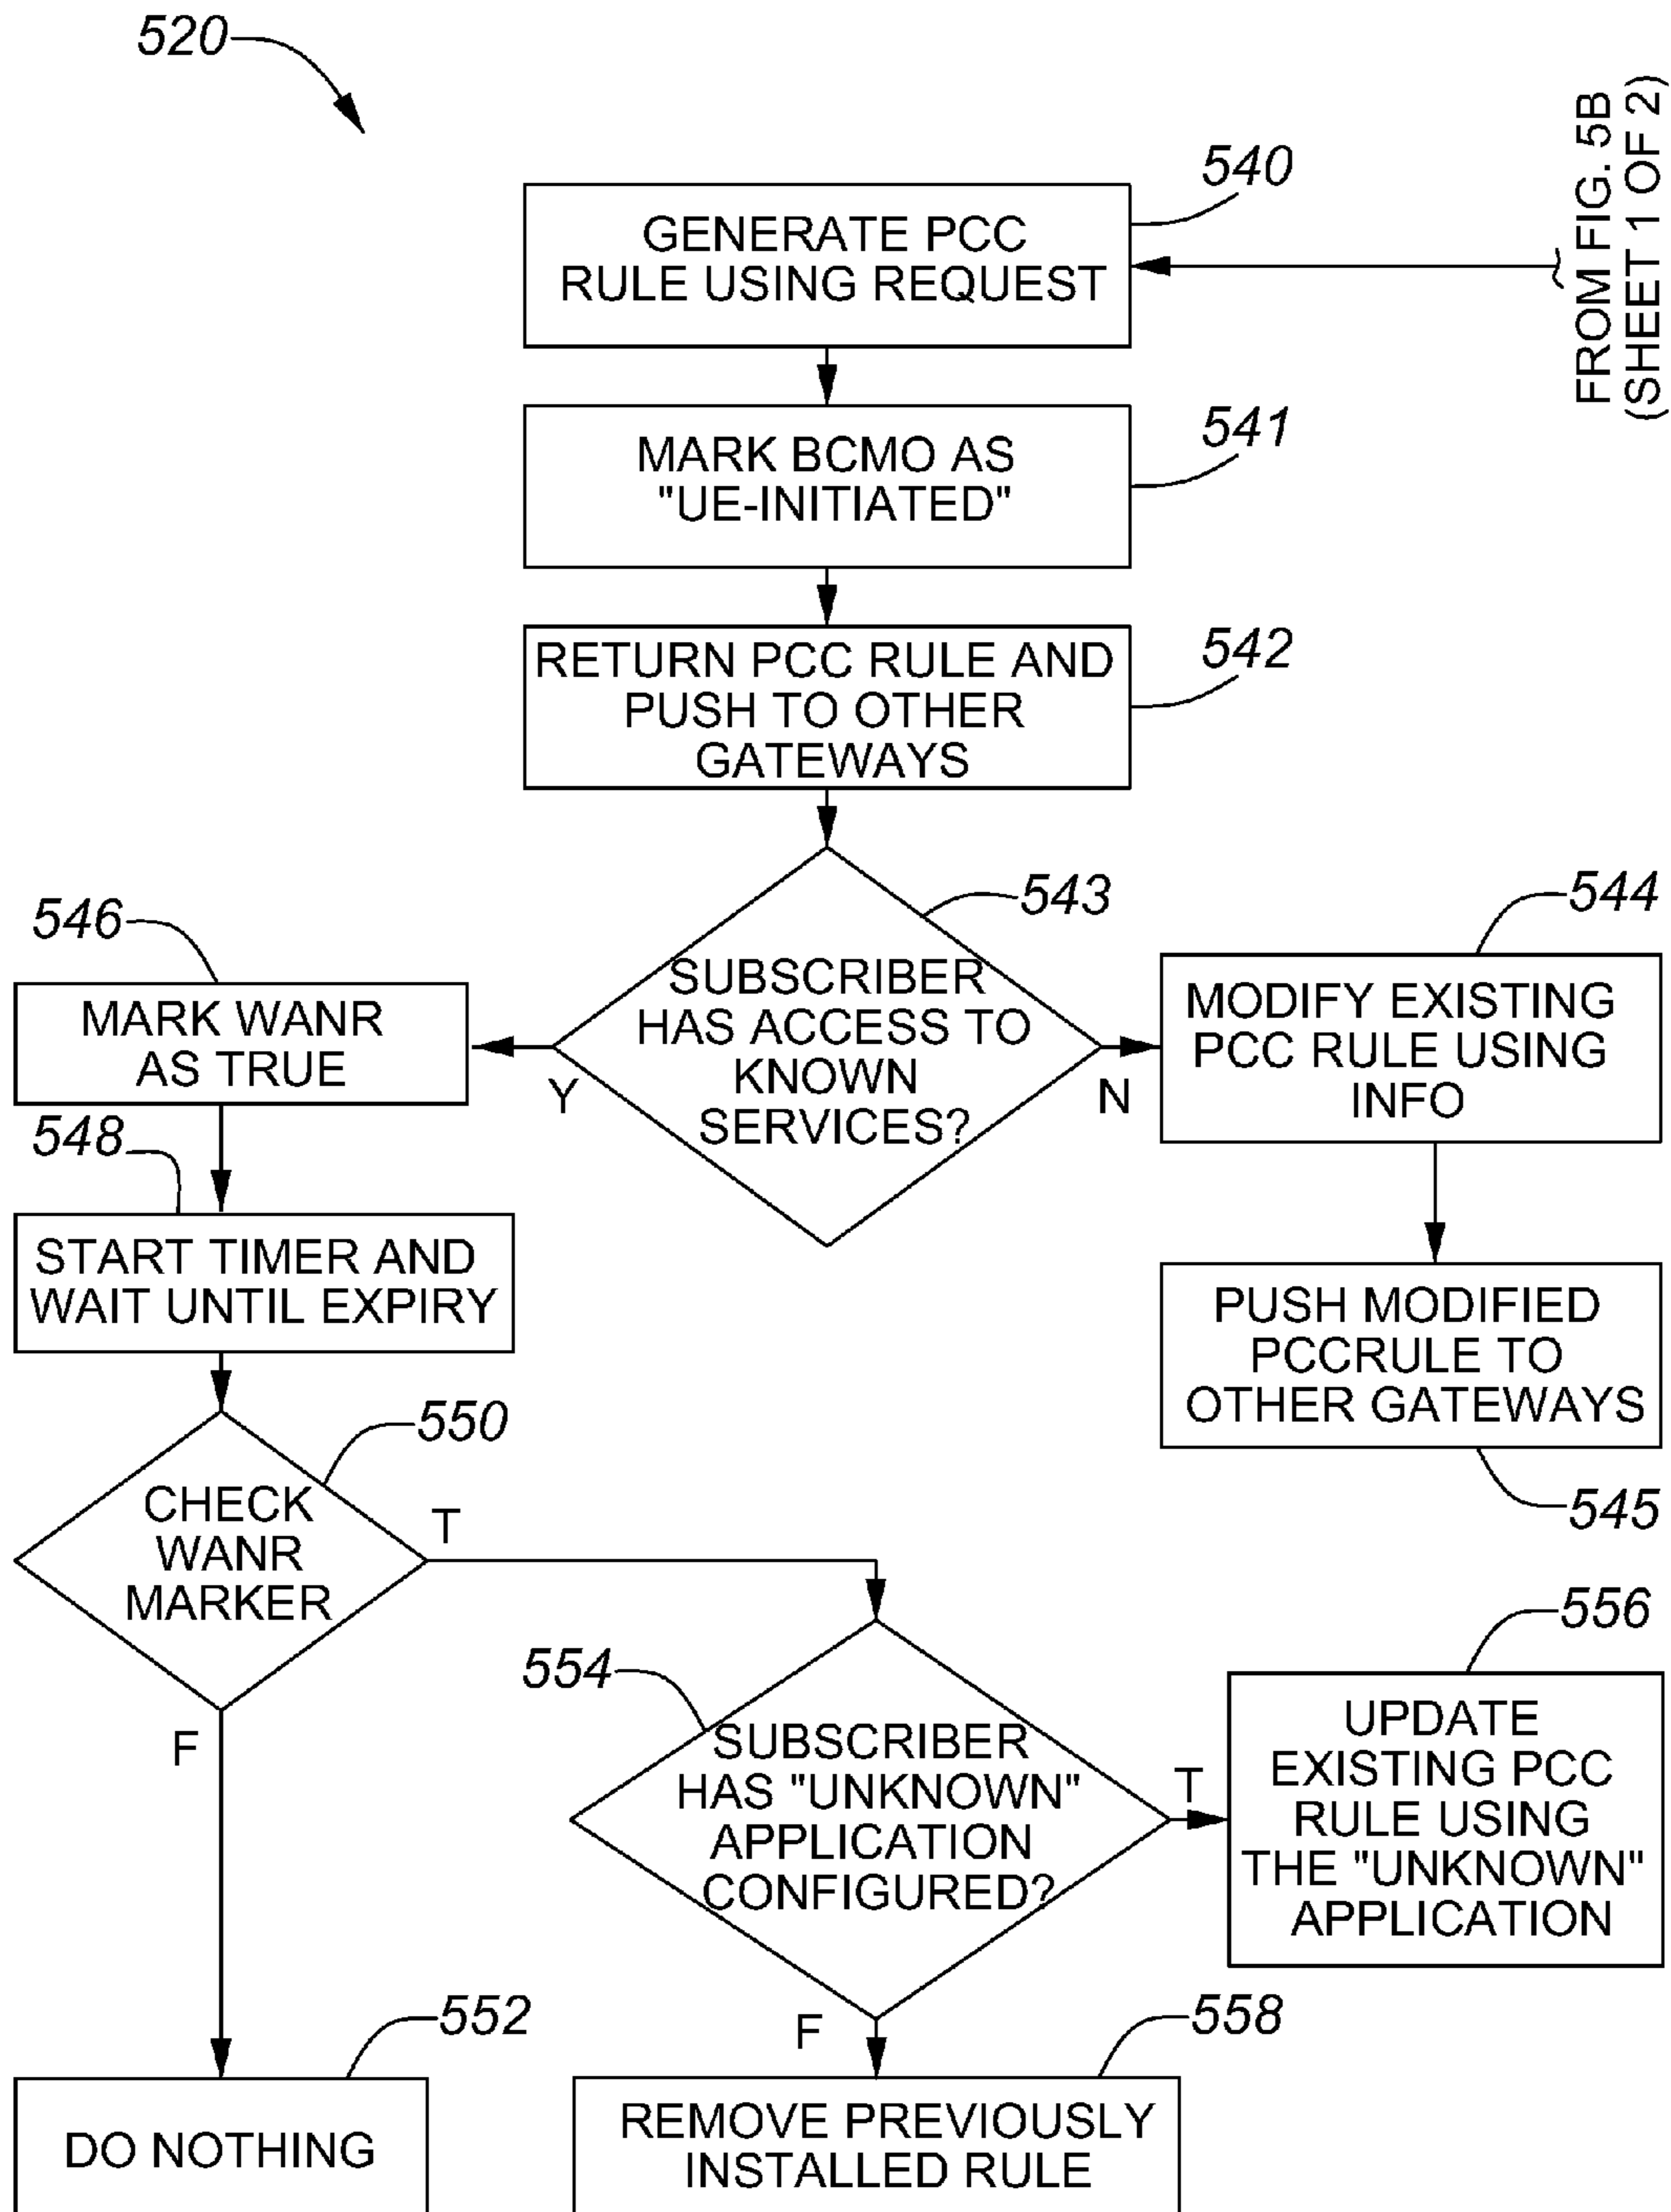 520
FROM FIG. 5B
(SHEET 1 OF 2)
540
GENERATE PCC
RULE USING REQUEST
541
MARK BCMO AS
"UE-INITIATED"
542
RETURN PCC RULE AND
PUSH TO OTHER
GATEWAYS
543
SUBSCRIBER
HAS ACCESS TO
KNOWN
SERVICES?
Y
N
544
MODIFY EXISTING
PCC RULE USING
INFO
PUSH MODIFIED
PCCRULE TO
OTHER GATEWAYS
545
546
MARK WANR
AS TRUE
548
START TIMER AND
WAIT UNTIL EXPIRY
550
CHECK
WANR
MARKER
T
F
554
SUBSCRIBER
HAS "UNKNOWN"
APPLICATION
CONFIGURED?
T
F
556
UPDATE
EXISTING PCC
RULE USING
THE "UNKNOWN"
APPLICATION
552
DO NOTHING
558
REMOVE PREVIOUSLY
INSTALLED RULE